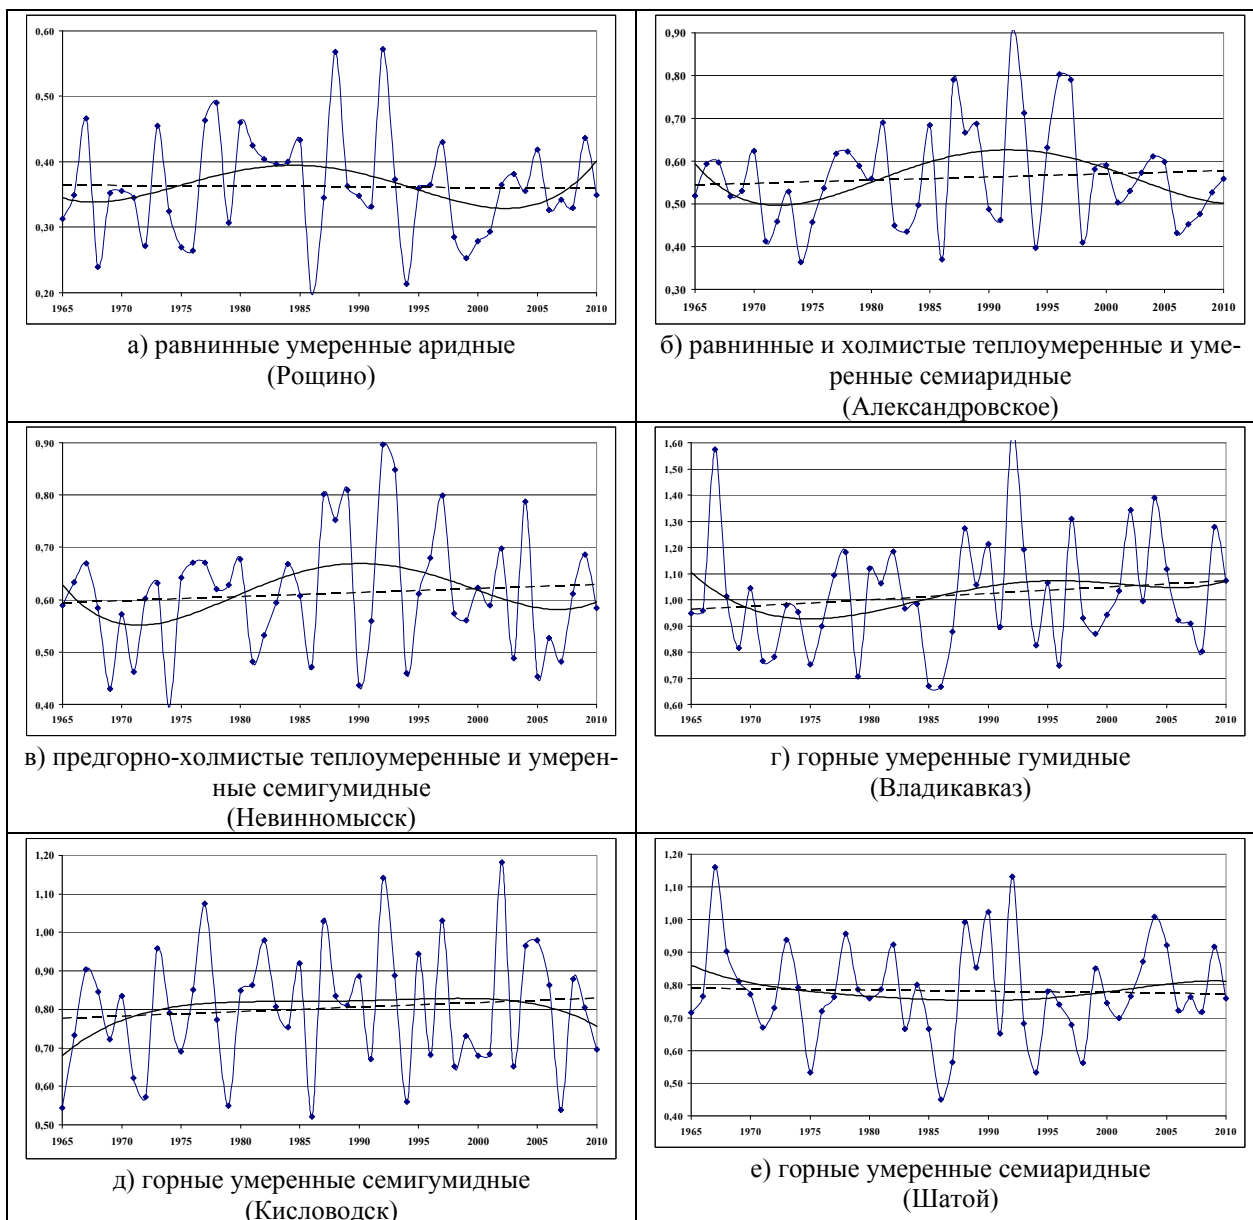 0,60
0,50
0,40
0,30
0,20
1965 1970 1975 1980 1985 1990 1995 2000 2005 2010
а) равнинные умеренные аридные
(Рощино)
0,90
0,80
0,70
0,60
0,50
0,40
0,30
1965 1970 1975 1980 1985 1990 1995 2000 2005 2010
б) равнинные и холмистые теплоумеренные и уме-
ренные семиаридные
(Александровское)
0,90
0,80
0,70
0,60
0,50
0,40
1965 1970 1975 1980 1985 1990 1995 2000 2005 2010
в) предгорно-холмистые теплоумеренные и умерен-
ные семигумидные
(Невинномысск)
1,60
1,50
1,40
1,30
1,20
1,10
1,00
0,90
0,80
0,70
0,60
1965 1970 1975 1980 1985 1990 1995 2000 2005 2010
г) горные умеренные гумидные
(Владикавказ)
1,20
1,10
1,00
0,90
0,80
0,70
0,60
0,50
1965 1970 1975 1980 1985 1990 1995 2000 2005 2010
д) горные умеренные семигумидные
(Кисловодск)
1,20
1,10
1,00
0,90
0,80
0,70
0,60
0,50
0,40
1965 1970 1975 1980 1985 1990 1995 2000 2005 2010
е) горные умеренные семиаридные
(Шатой)